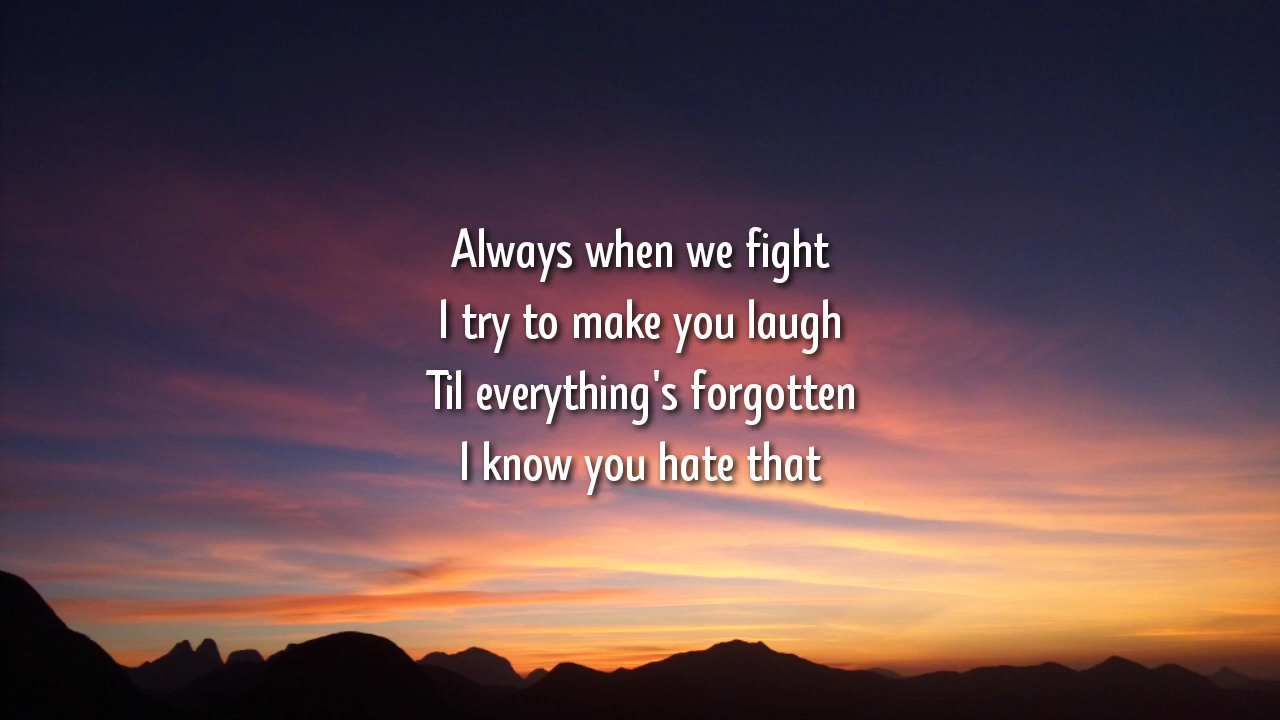 Always when we fight
I try to make you laugh
Til everything's forgotten
I know you hate that